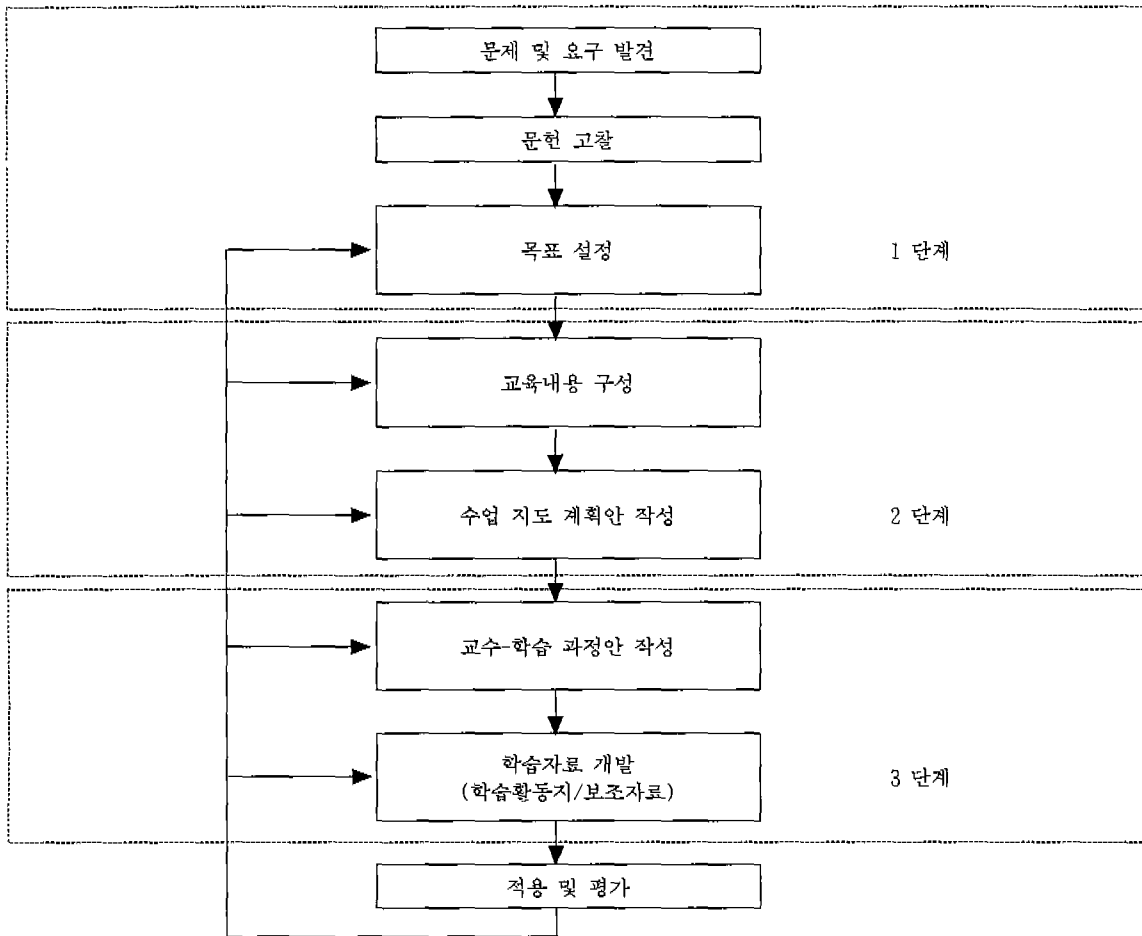 문제 및 요구 발견
문헌 고찰
목표 설정
1 단계
교육내용 구성
수업 지도 계획안 작성
2 단계
교수-학습 과정안 작성
학습자료 개발
(학습활동지/보조자료)
3 단계
적용 및 평가